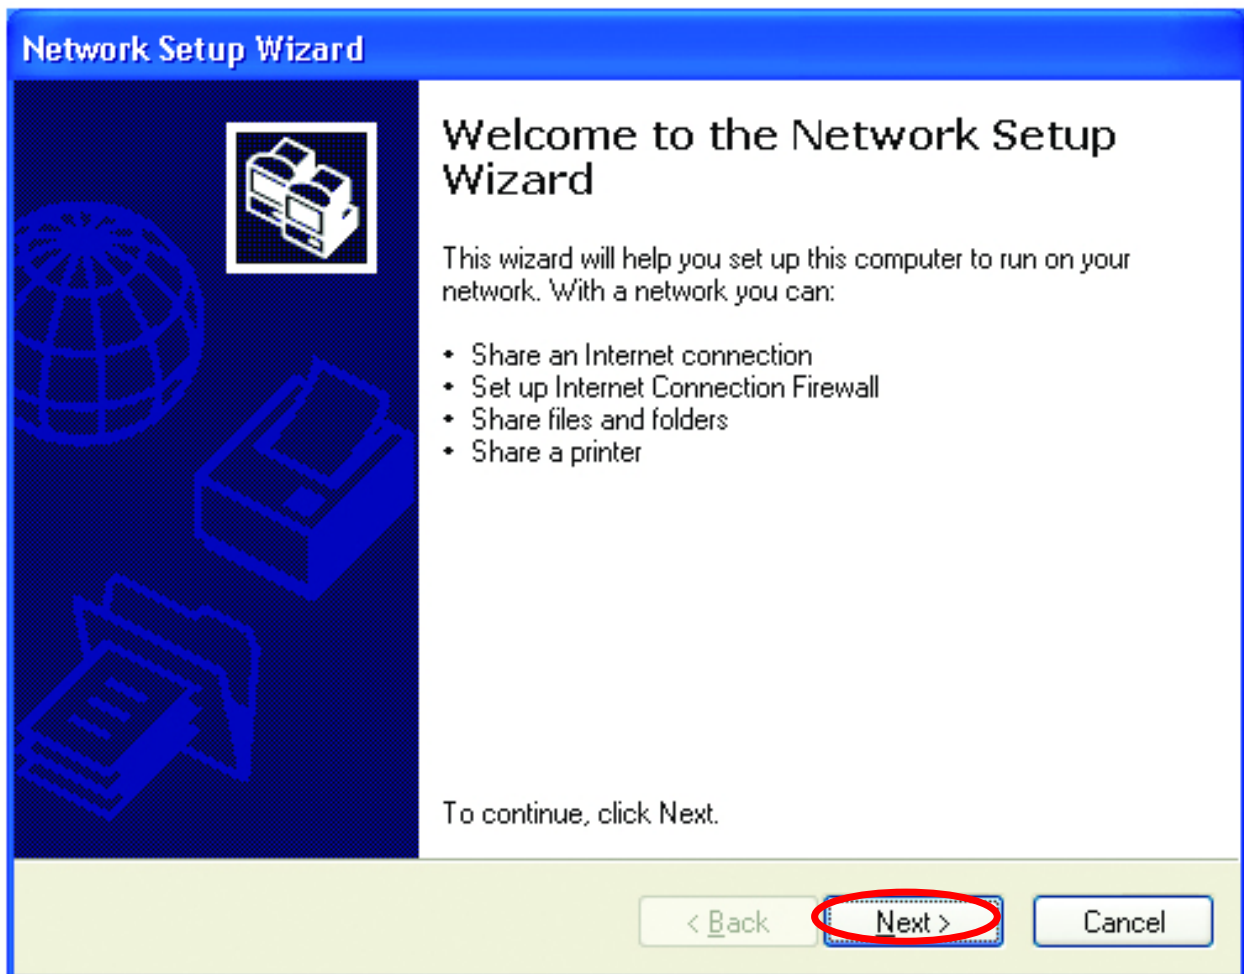 Network Setup Wizard
Welcome to the Network Setup
Wizard
This wizard will help you set up this computer to run on your
network. With a network you can:
• Share an Internet connection
• Set up Internet Connection Firewall
• Share files and folders
• Share a printer
To continue, click Next.
< Back Next > Cancel